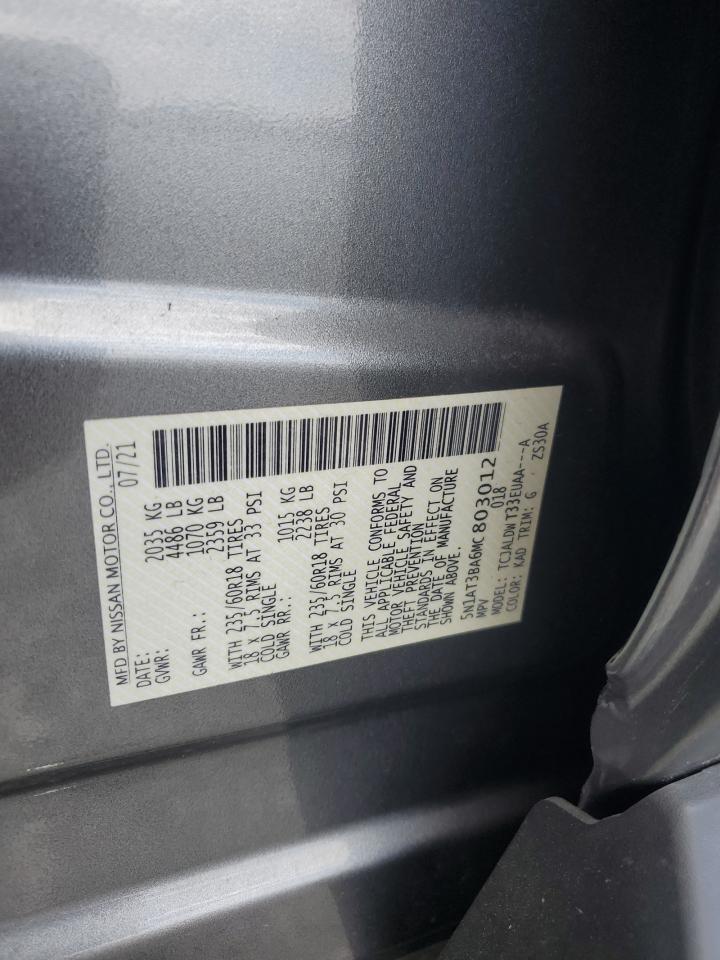 MFD BY NISSAN MOTOR CO., LTD.
DATE: 07/21
GVWR: 2035 KG
4486 LB
GAWR FR.: 1070 KG
2359 LB
WITH 235/60R18 TIRES
18 X 7.5 RIMS AT 33 PSI
COLD SINGLE
GAWR RR.: 1015 KG
2238 LB
WITH 235/60R18 TIRES
18 X 7.5 RIMS AT 30 PSI
COLD SINGLE
THIS VEHICLE CONFORMS TO
ALL APPLICABLE FEDERAL
MOTOR VEHICLE SAFETY AND
THEFT PREVENTION
STANDARDS IN EFFECT ON
THE DATE OF MANUFACTURE
SHOWN ABOVE.
5N1AT3BA6MC803012
MPV 018
MODEL: TCJALDW T33EUAA---A
COLOR: KAD TRIM: G ZS30A